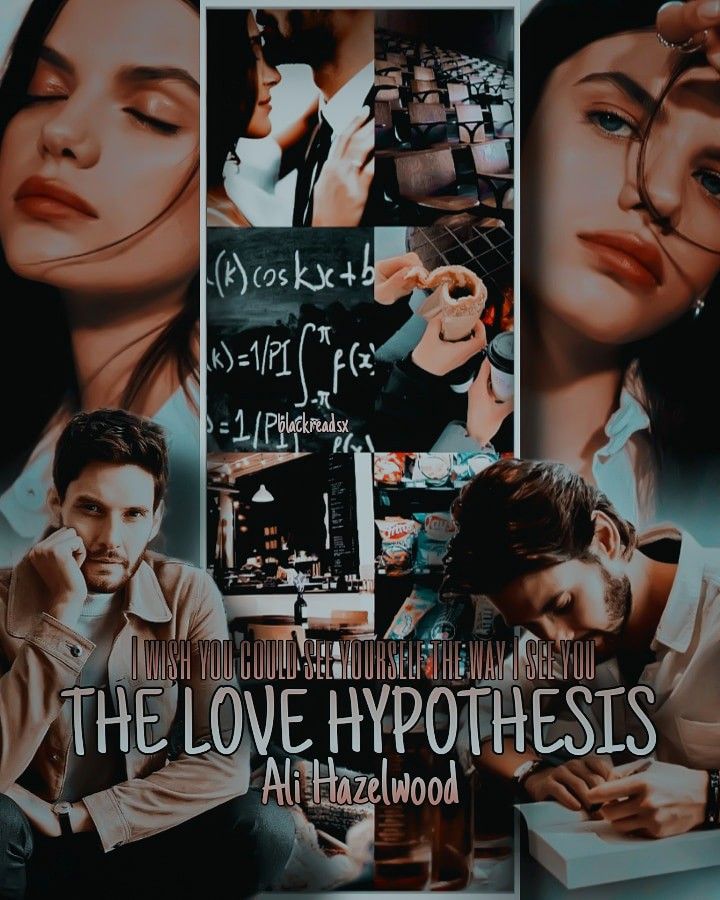 (k) cos kx + b
k) = 1/PI ∫ π -π f(x)
) = 1/PI
blackreadsx
I WISH YOU COULD SEE YOURSELF THE WAY I SEE YOU
THE LOVE HYPOTHESIS
Ali Hazelwood